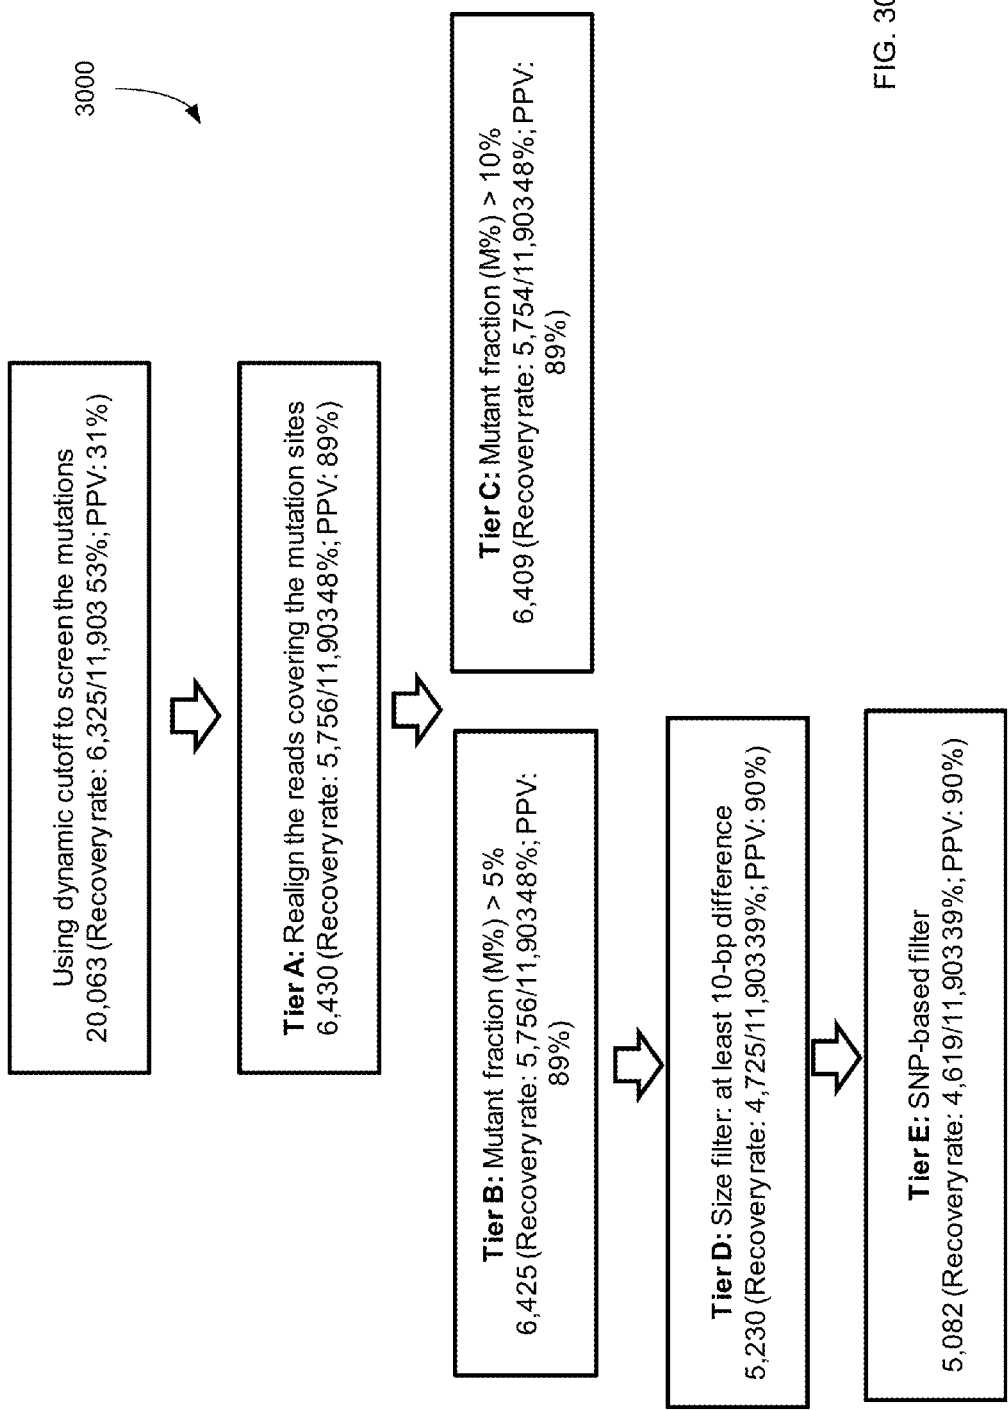 3000
Using dynamic cutoff to screen the mutations
20,063 (Recovery rate: 6,325/11,903 53%; PPV: 31%)
Tier A: Realign the reads covering the mutation sites
6,430 (Recovery rate: 5,756/11,903 48%; PPV: 89%)
Tier B: Mutant fraction (M%) > 5%
6,425 (Recovery rate: 5,756/11,903 48%; PPV:
89%)
Tier C: Mutant fraction (M%) > 10%
6,409 (Recovery rate: 5,754/11,903 48%; PPV:
89%)
Tier D: Size filter: at least 10-bp difference
5,230 (Recovery rate: 4,725/11,903 39%; PPV: 90%)
Tier E: SNP-based filter
5,082 (Recovery rate: 4,619/11,903 39%; PPV: 90%)
FIG. 30